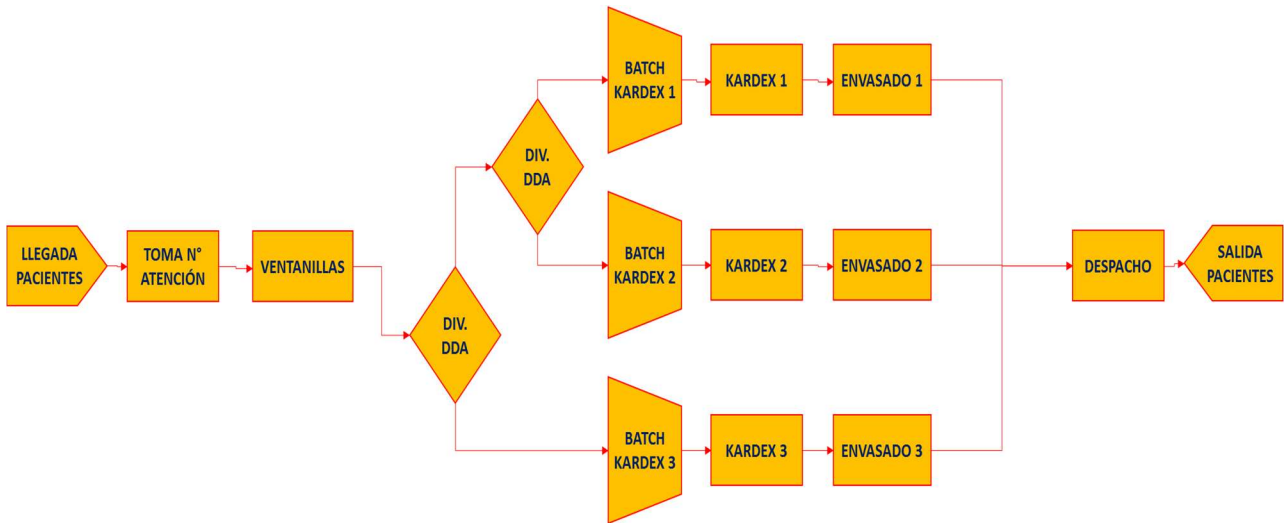 LLEGADA
PACIENTES
TOMA N°
ATENCIÓN
VENTANILLAS
DIV.
DDA
DIV.
DDA
BATCH
KARDEX 1
KARDEX 1
ENVASADO 1
BATCH
KARDEX 2
KARDEX 2
ENVASADO 2
BATCH
KARDEX 3
KARDEX 3
ENVASADO 3
DESPACHO
SALIDA
PACIENTES